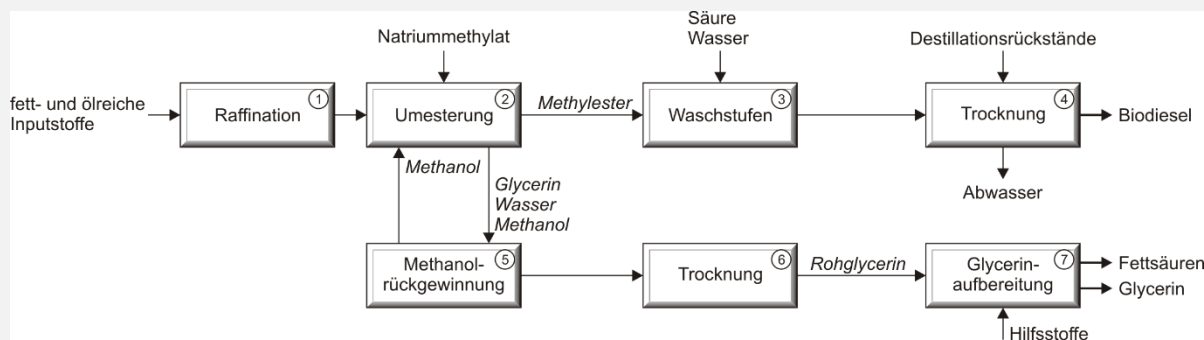 Natriummethylat
Säure
Wasser
Destillationsrückstände
fett- und ölreiche
Inputstoffe
Raffination
1
Umesterung
2
Methylester
Waschstufen
3
Trocknung
4
Biodiesel
Methanol
Glycerin
Wasser
Methanol
Abwasser
Methanol-
rückgewinnung
5
Trocknung
6
Rohglycerin
Glycerin-
aufbereitung
7
Fettsäuren
Glycerin
Hilfsstoffe